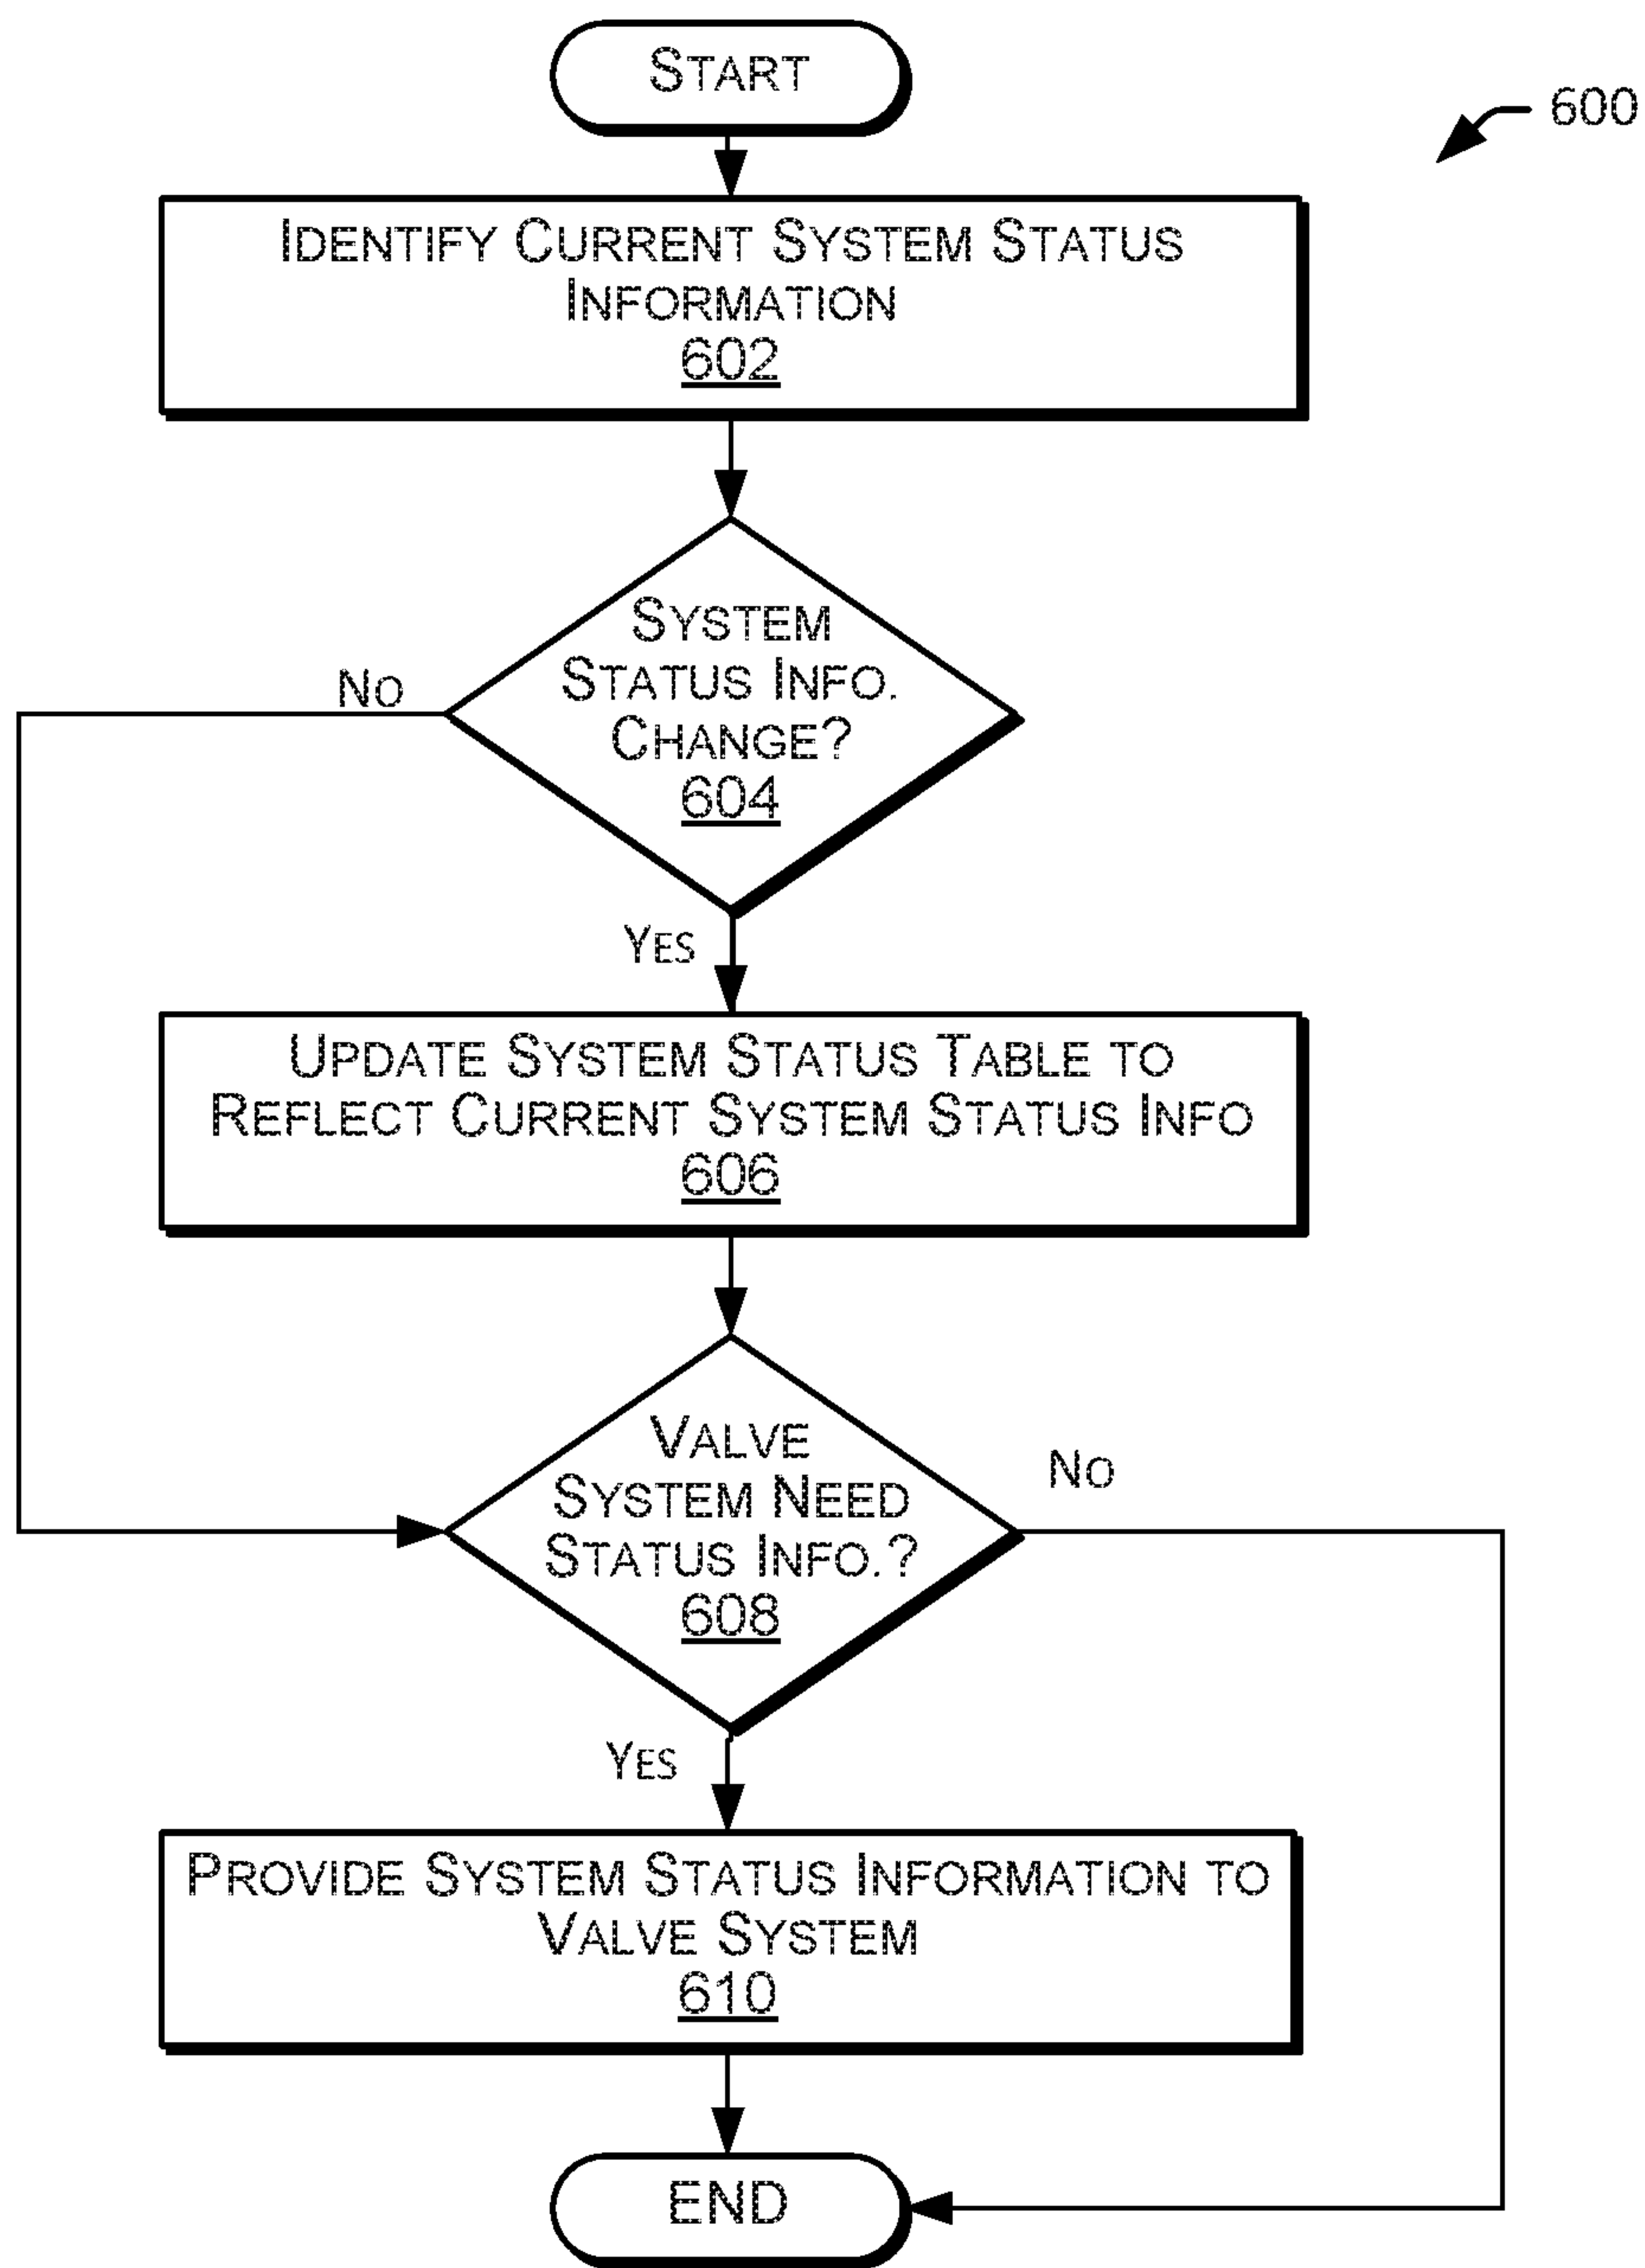 START
600
IDENTIFY CURRENT SYSTEM STATUS
INFORMATION
602
SYSTEM
STATUS INFO.
CHANGE?
604
NO
YES
UPDATE SYSTEM STATUS TABLE TO
REFLECT CURRENT SYSTEM STATUS INFO
606
VALVE
SYSTEM NEED
STATUS INFO.?
608
NO
YES
PROVIDE SYSTEM STATUS INFORMATION TO
VALVE SYSTEM
610
END